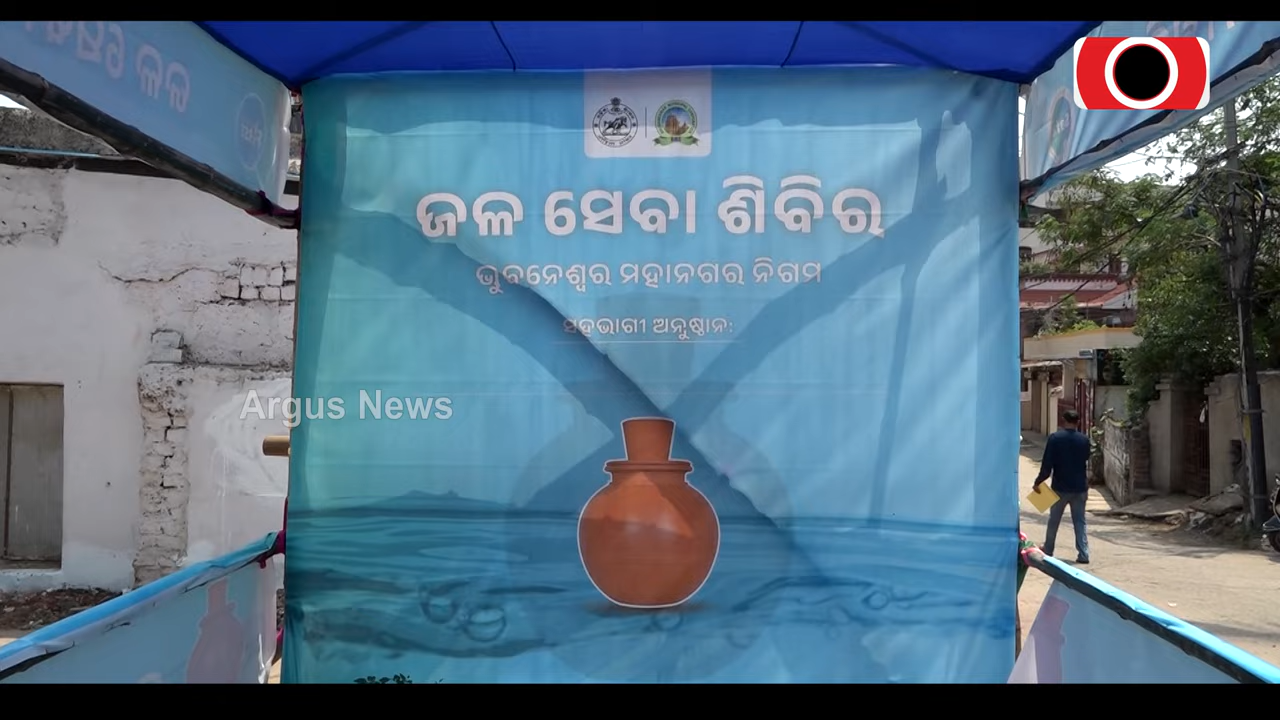 ଜଳ ସେବା ଶିବିର
ଭୁବନେଶ୍ୱର ମହାନଗର ନିଗମ
ସହଭାଗୀ ଅନୁଷ୍ଠାନ:
Argus News